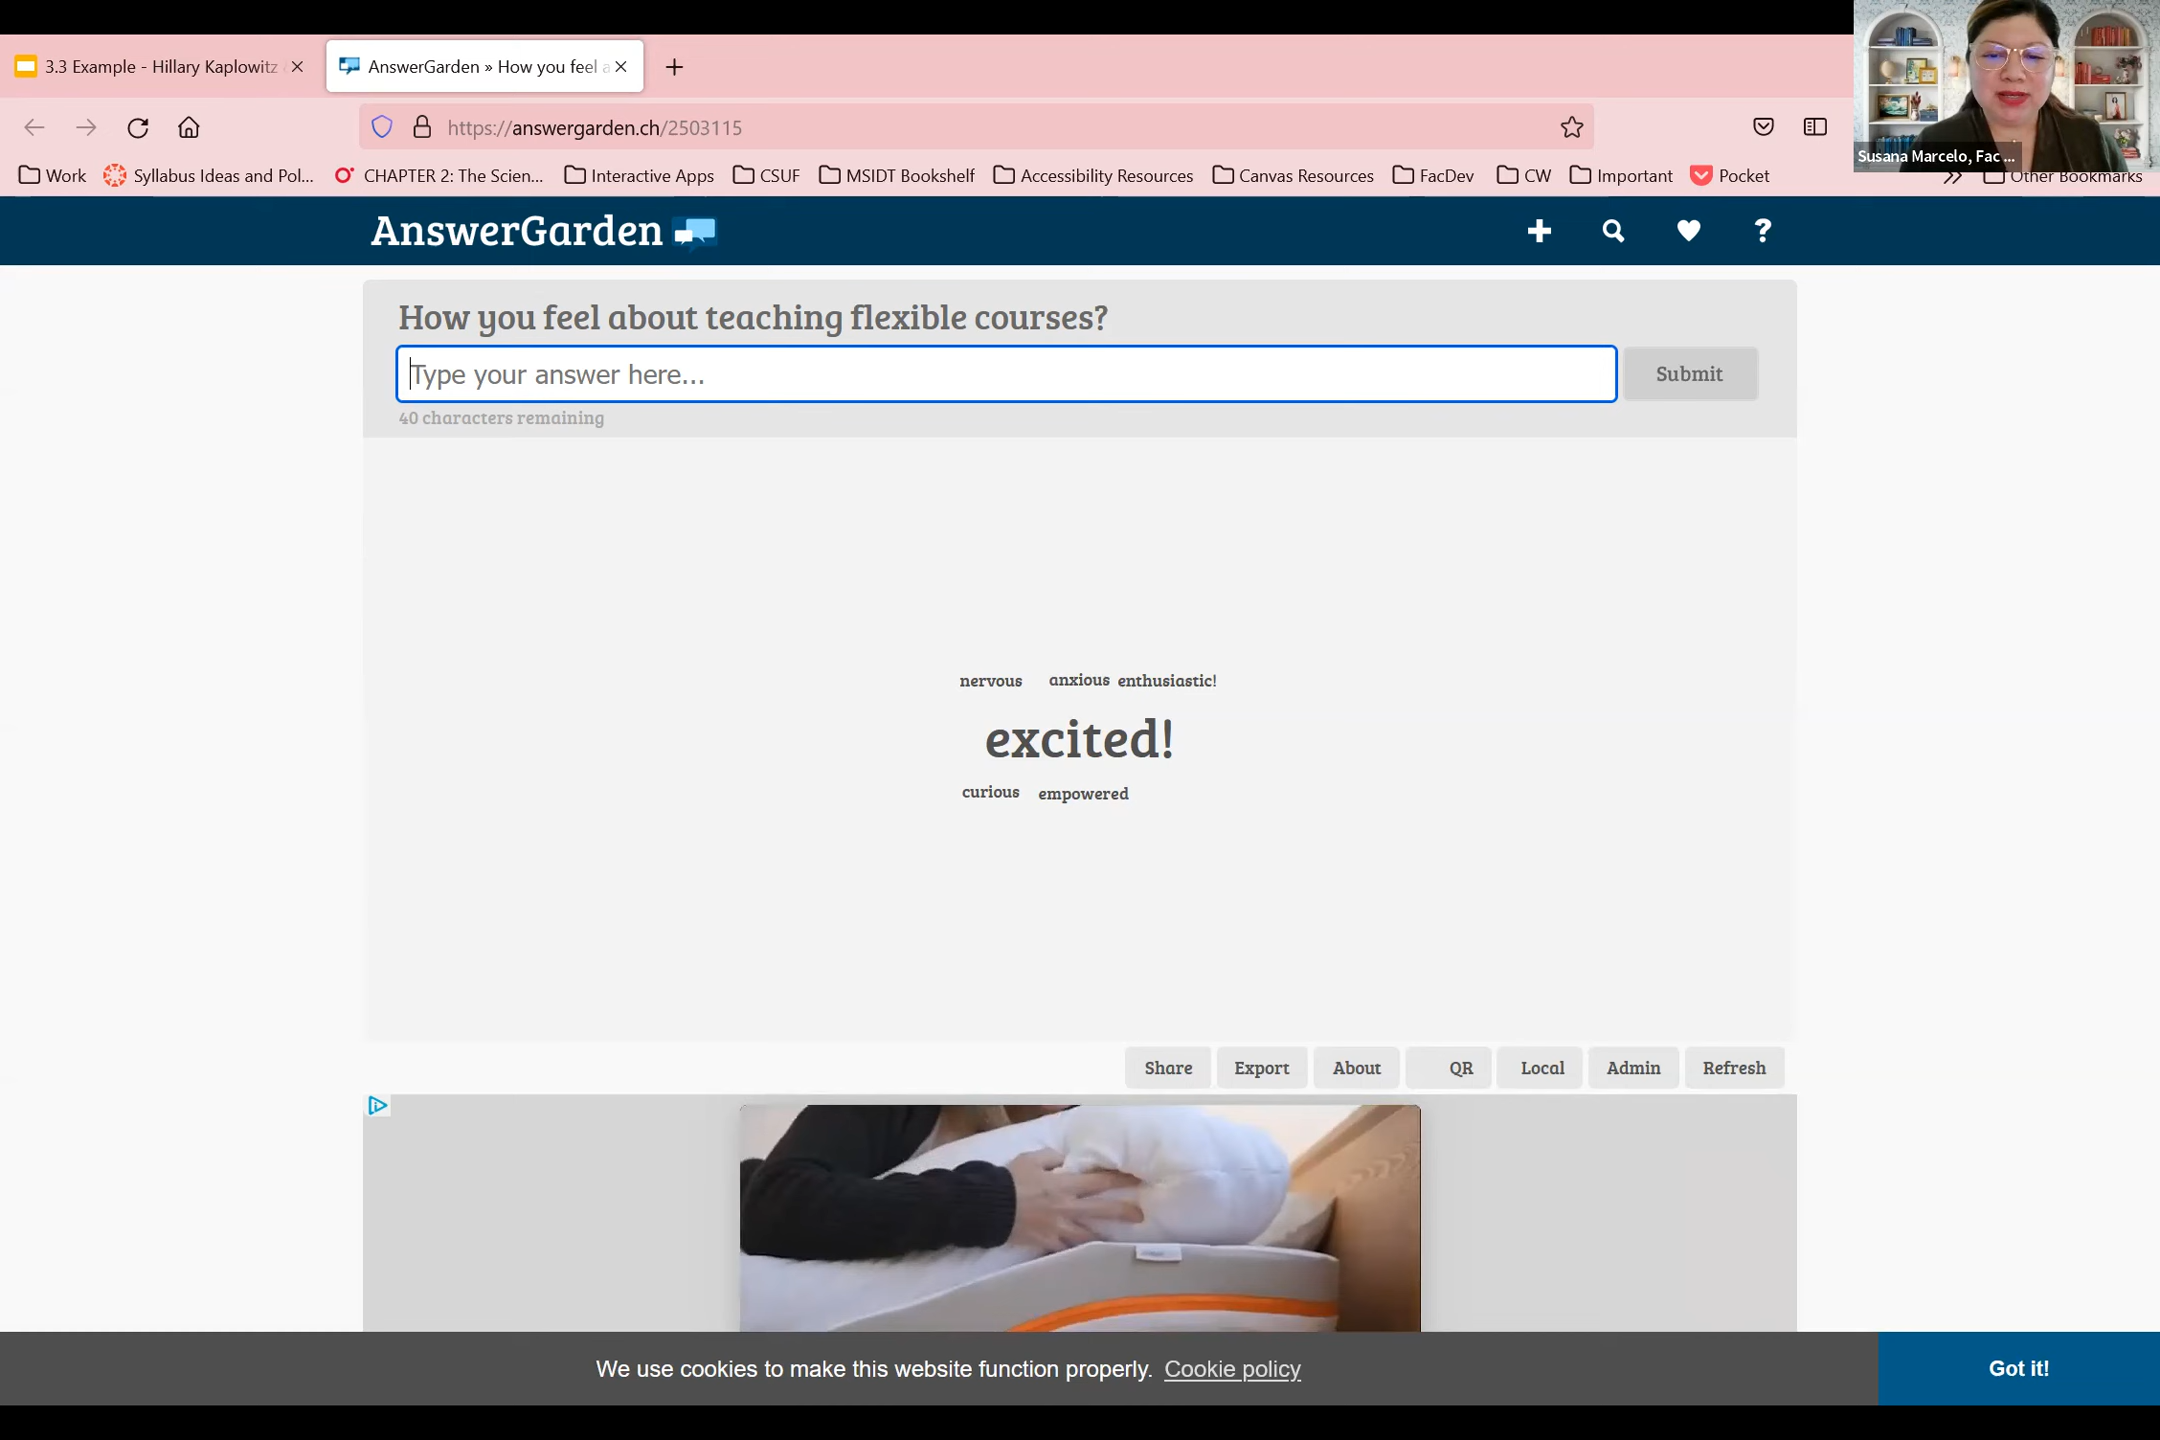 3.3 Example - Hillary Kaplowitz
AnswerGarden » How you feel a
https://answergarden.ch/2503115
Work Syllabus Ideas and Pol... CHAPTER 2: The Scien... Interactive Apps CSUF MSIDT Bookshelf Accessibility Resources Canvas Resources FacDev CW Important Pocket Other Bookmarks
Susana Marcelo, Fac ...
AnswerGarden
How you feel about teaching flexible courses?
Type your answer here...
Submit
40 characters remaining
nervous anxious enthusiastic!
excited!
curious empowered
Share Export About QR Local Admin Refresh
We use cookies to make this website function properly. Cookie policy
Got it!